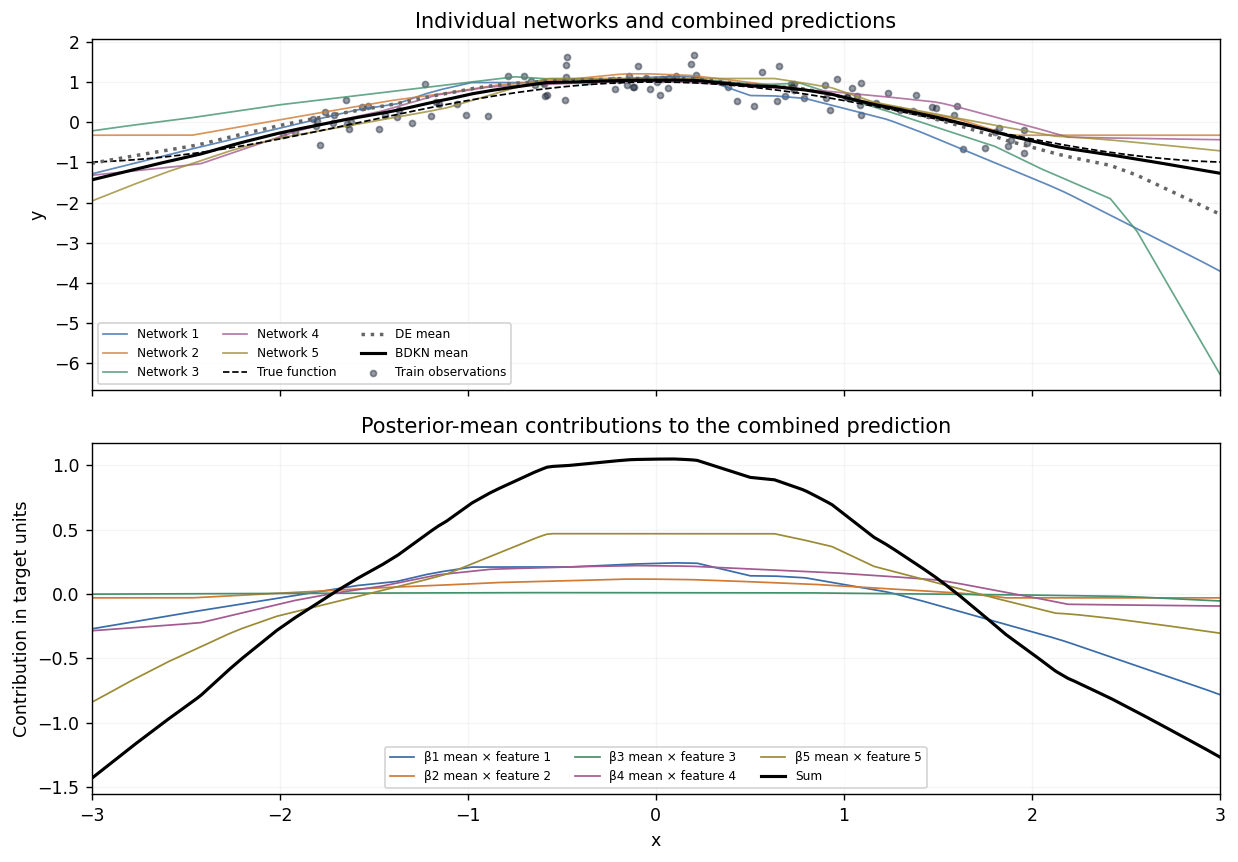 Individual networks and combined predictions
2
1
0
−1
−2
−3
−4
−5
−6
y
Network 1
Network 2
Network 3
Network 4
Network 5
True function
DE mean
BDKN mean
Train observations
Posterior-mean contributions to the combined prediction
1.0
0.5
0.0
−0.5
−1.0
−1.5
Contribution in target units
β1 mean × feature 1
β2 mean × feature 2
β3 mean × feature 3
β4 mean × feature 4
β5 mean × feature 5
Sum
−3
−2
−1
0
1
2
3
x